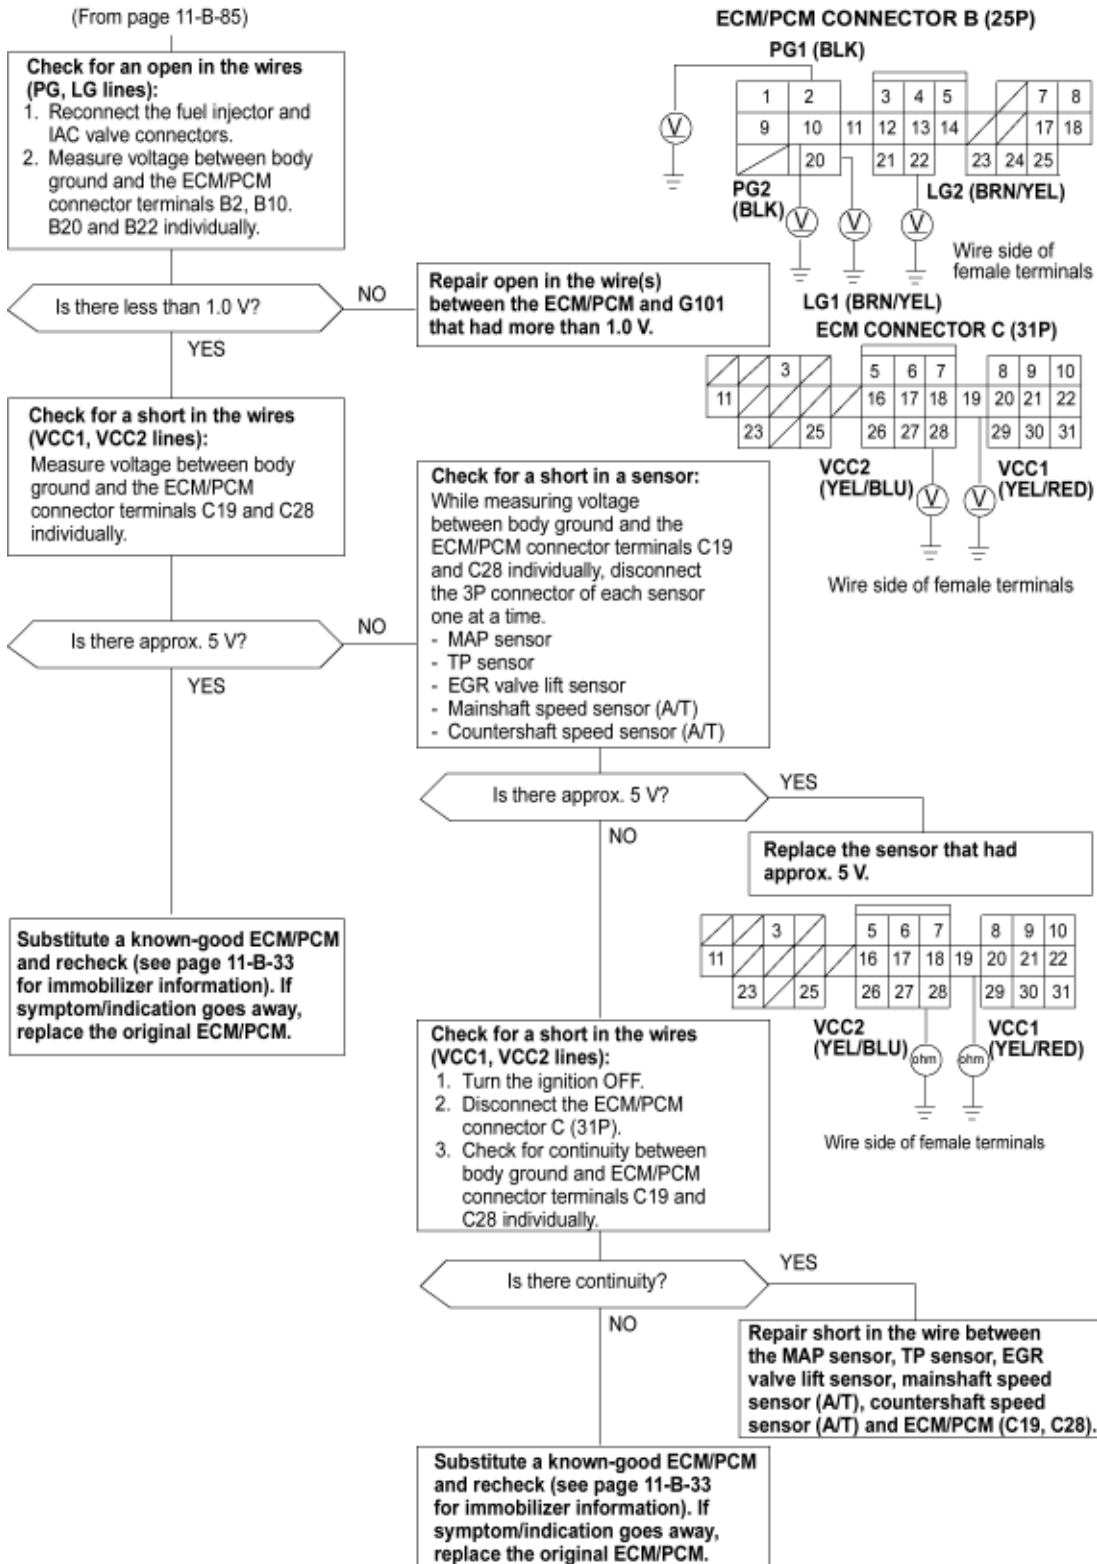 (From page 11-B-85)
Check for an open in the wires
(PG, LG lines):
1. Reconnect the fuel injector and
IAC valve connectors.
2. Measure voltage between body
ground and the ECM/PCM
connector terminals B2, B10.
B20 and B22 individually.
ECM/PCM CONNECTOR B (25P)
PG1 (BLK)
1 2 3 4 5 7 8
9 10 11 12 13 14 17 18
20 21 22 23 24 25
V
PG2
(BLK)
LG2 (BRN/YEL)
V V V
Wire side of
female terminals
LG1 (BRN/YEL)
Is there less than 1.0 V?
NO
Repair open in the wire(s)
between the ECM/PCM and G101
that had more than 1.0 V.
YES
ECM CONNECTOR C (31P)
3 5 6 7 8 9 10
11 16 17 18 19 20 21 22
23 25 26 27 28 29 30 31
VCC2
(YEL/BLU)
V
VCC1
(YEL/RED)
V
Wire side of female terminals
Check for a short in the wires
(VCC1, VCC2 lines):
Measure voltage between body
ground and the ECM/PCM
connector terminals C19 and C28
individually.
Is there approx. 5 V?
NO
YES
Check for a short in a sensor:
While measuring voltage
between body ground and the
ECM/PCM connector terminals C19
and C28 individually, disconnect
the 3P connector of each sensor
one at a time.
- MAP sensor
- TP sensor
- EGR valve lift sensor
- Mainshaft speed sensor (A/T)
- Countershaft speed sensor (A/T)
Is there approx. 5 V?
YES
NO
Replace the sensor that had
approx. 5 V.
Substitute a known-good ECM/PCM
and recheck (see page 11-B-33
for immobilizer information). If
symptom/indication goes away,
replace the original ECM/PCM.
3 5 6 7 8 9 10
11 16 17 18 19 20 21 22
23 25 26 27 28 29 30 31
VCC2
(YEL/BLU)
ohm
VCC1
(YEL/RED)
ohm
Wire side of female terminals
Check for a short in the wires
(VCC1, VCC2 lines):
1. Turn the ignition OFF.
2. Disconnect the ECM/PCM
connector C (31P).
3. Check for continuity between
body ground and ECM/PCM
connector terminals C19 and
C28 individually.
Is there continuity?
YES
NO
Repair short in the wire between
the MAP sensor, TP sensor, EGR
valve lift sensor, mainshaft speed
sensor (A/T), countershaft speed
sensor (A/T) and ECM/PCM (C19, C28).
Substitute a known-good ECM/PCM
and recheck (see page 11-B-33
for immobilizer information). If
symptom/indication goes away,
replace the original ECM/PCM.